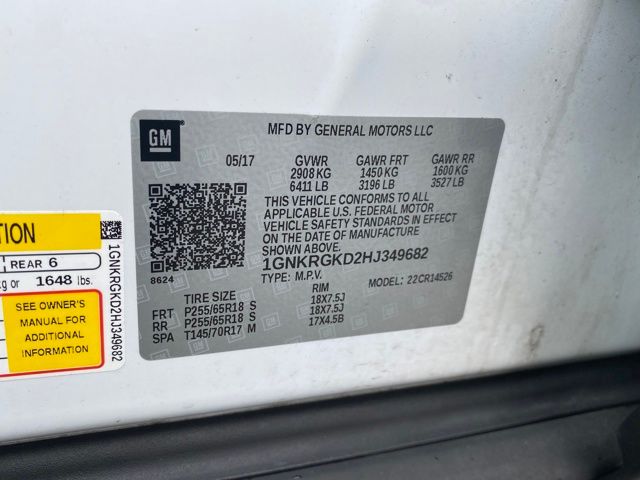 GM
MFD BY GENERAL MOTORS LLC
05/17 GVWR GAWR FRT GAWR RR
2908 KG 1450 KG 1600 KG
6411 LB 3196 LB 3527 LB
THIS VEHICLE CONFORMS TO ALL
APPLICABLE U.S. FEDERAL MOTOR
VEHICLE SAFETY STANDARDS IN EFFECT
ON THE DATE OF MANUFACTURE
SHOWN ABOVE.
1GNKRGKD2HJ349682
8624
TYPE: M.P.V. MODEL: 22CR14526
TIRE SIZE RIM
FRT P255/65R18 S 18X7.5J
RR P255/65R18 S 18X7.5J
SPA T145/70R17 M 17X4.5B
REAR 6
kg or 1648 lbs.
SEE OWNER'S
MANUAL FOR
ADDITIONAL
INFORMATION
1GNKRGKD2HJ349682